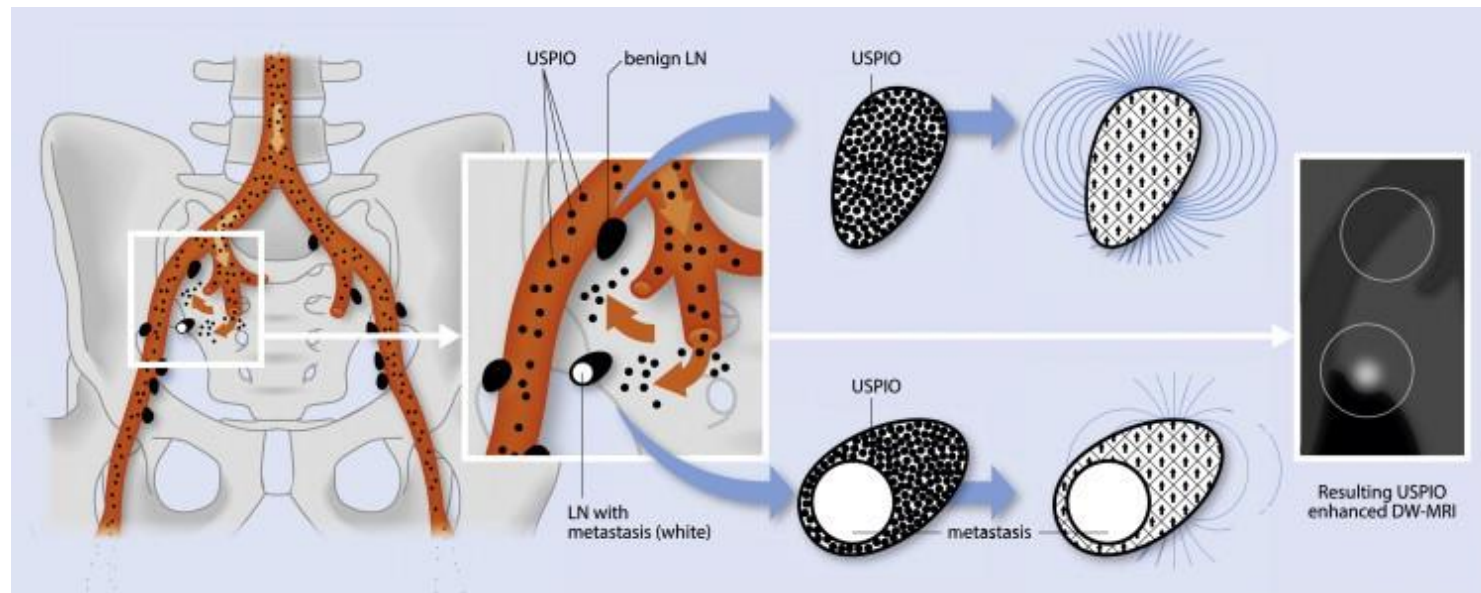 USPIO
benign LN
USPIO
USPIO
LN with
metastasis (white)
metastasis
Resulting USPIO
enhanced DW-MRI